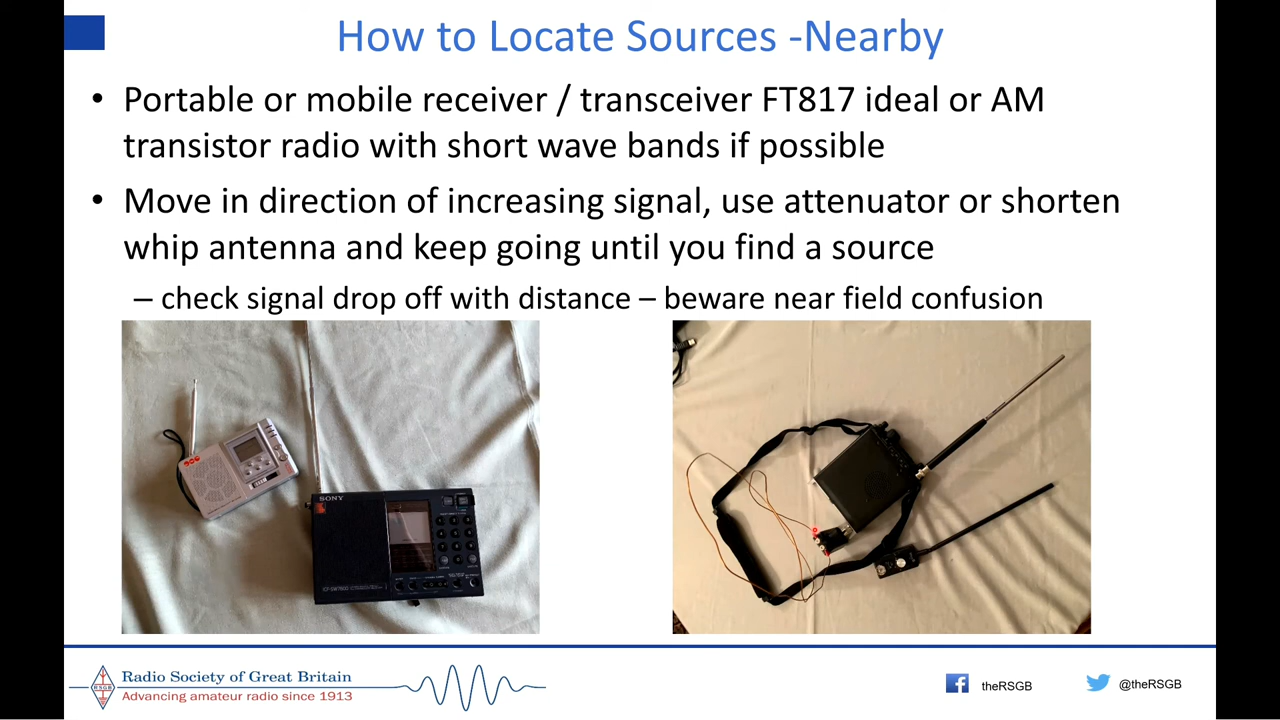 How to Locate Sources -Nearby
• Portable or mobile receiver / transceiver FT817 ideal or AM
transistor radio with short wave bands if possible
• Move in direction of increasing signal, use attenuator or shorten
whip antenna and keep going until you find a source
– check signal drop off with distance – beware near field confusion
SONY
Radio Society of Great Britain
Advancing amateur radio since 1913
RSGB
theRSGB
@theRSGB